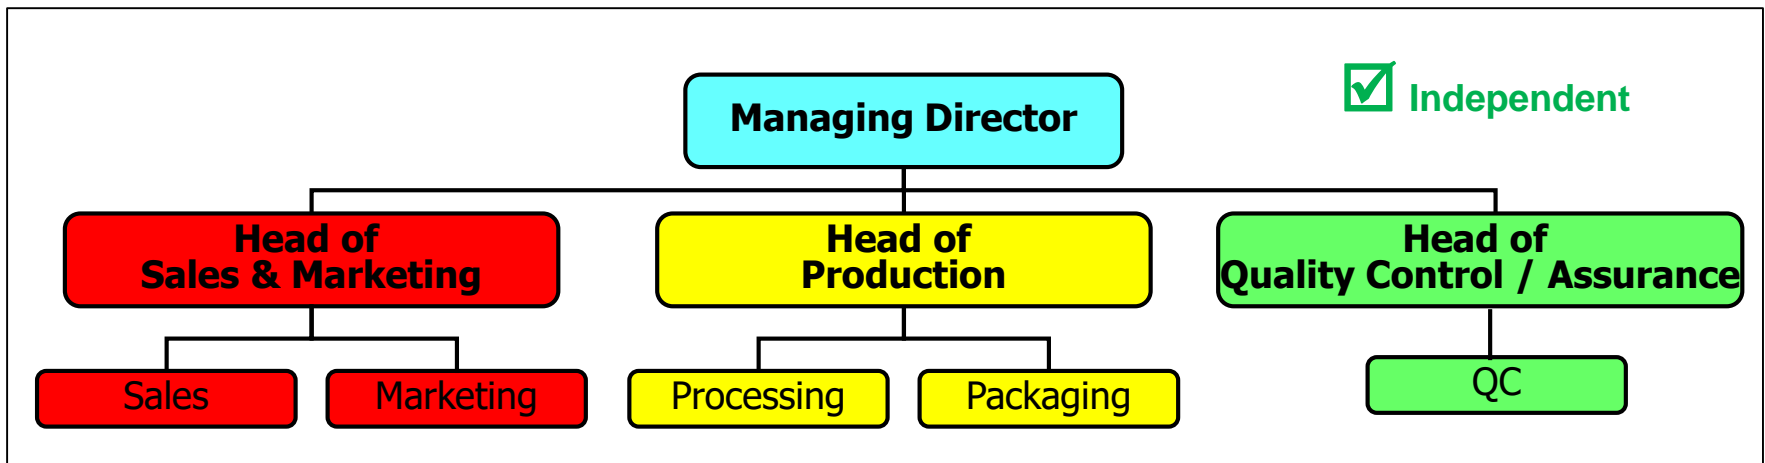 Managing Director
Independent
Head of
Sales & Marketing
Head of
Production
Head of
Quality Control / Assurance
Sales
Marketing
Processing
Packaging
QC